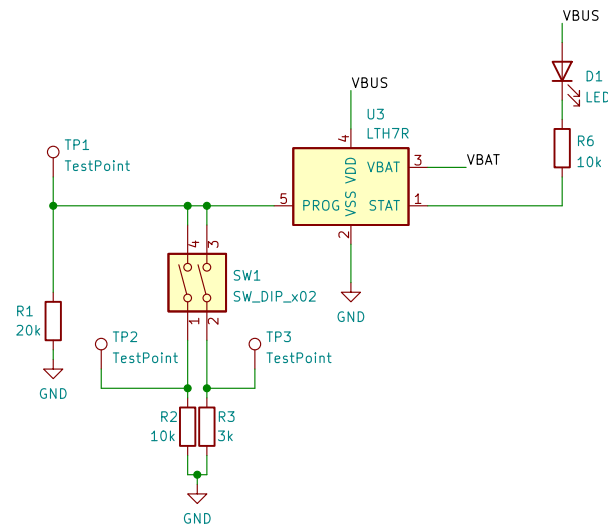 VBUS
D1
LED
R6
10k
VBUS
U3
LTH7R
4
VDD
VBAT
3
VBAT
5
PROG
VSS
STAT
1
2
GND
TP1
TestPoint
4
3
SW1
SW_DIP_x02
1
2
R1
20k
GND
TP2
TestPoint
TP3
TestPoint
R2
10k
R3
3k
GND